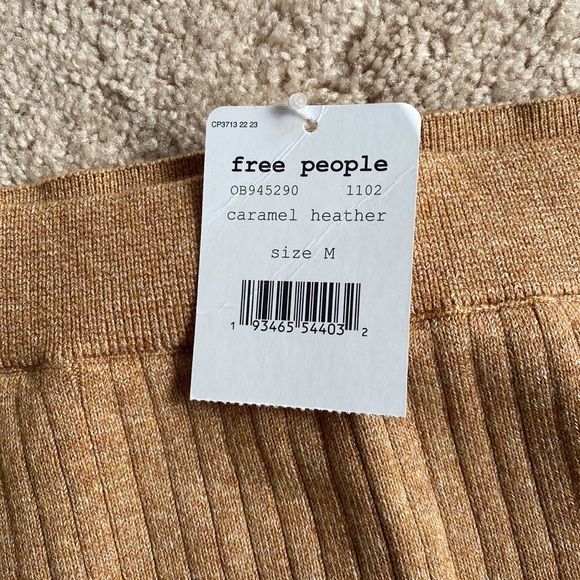 CP3713 22 23
free people
OB945290 1102
caramel heather
size M
1 93465 54403 2